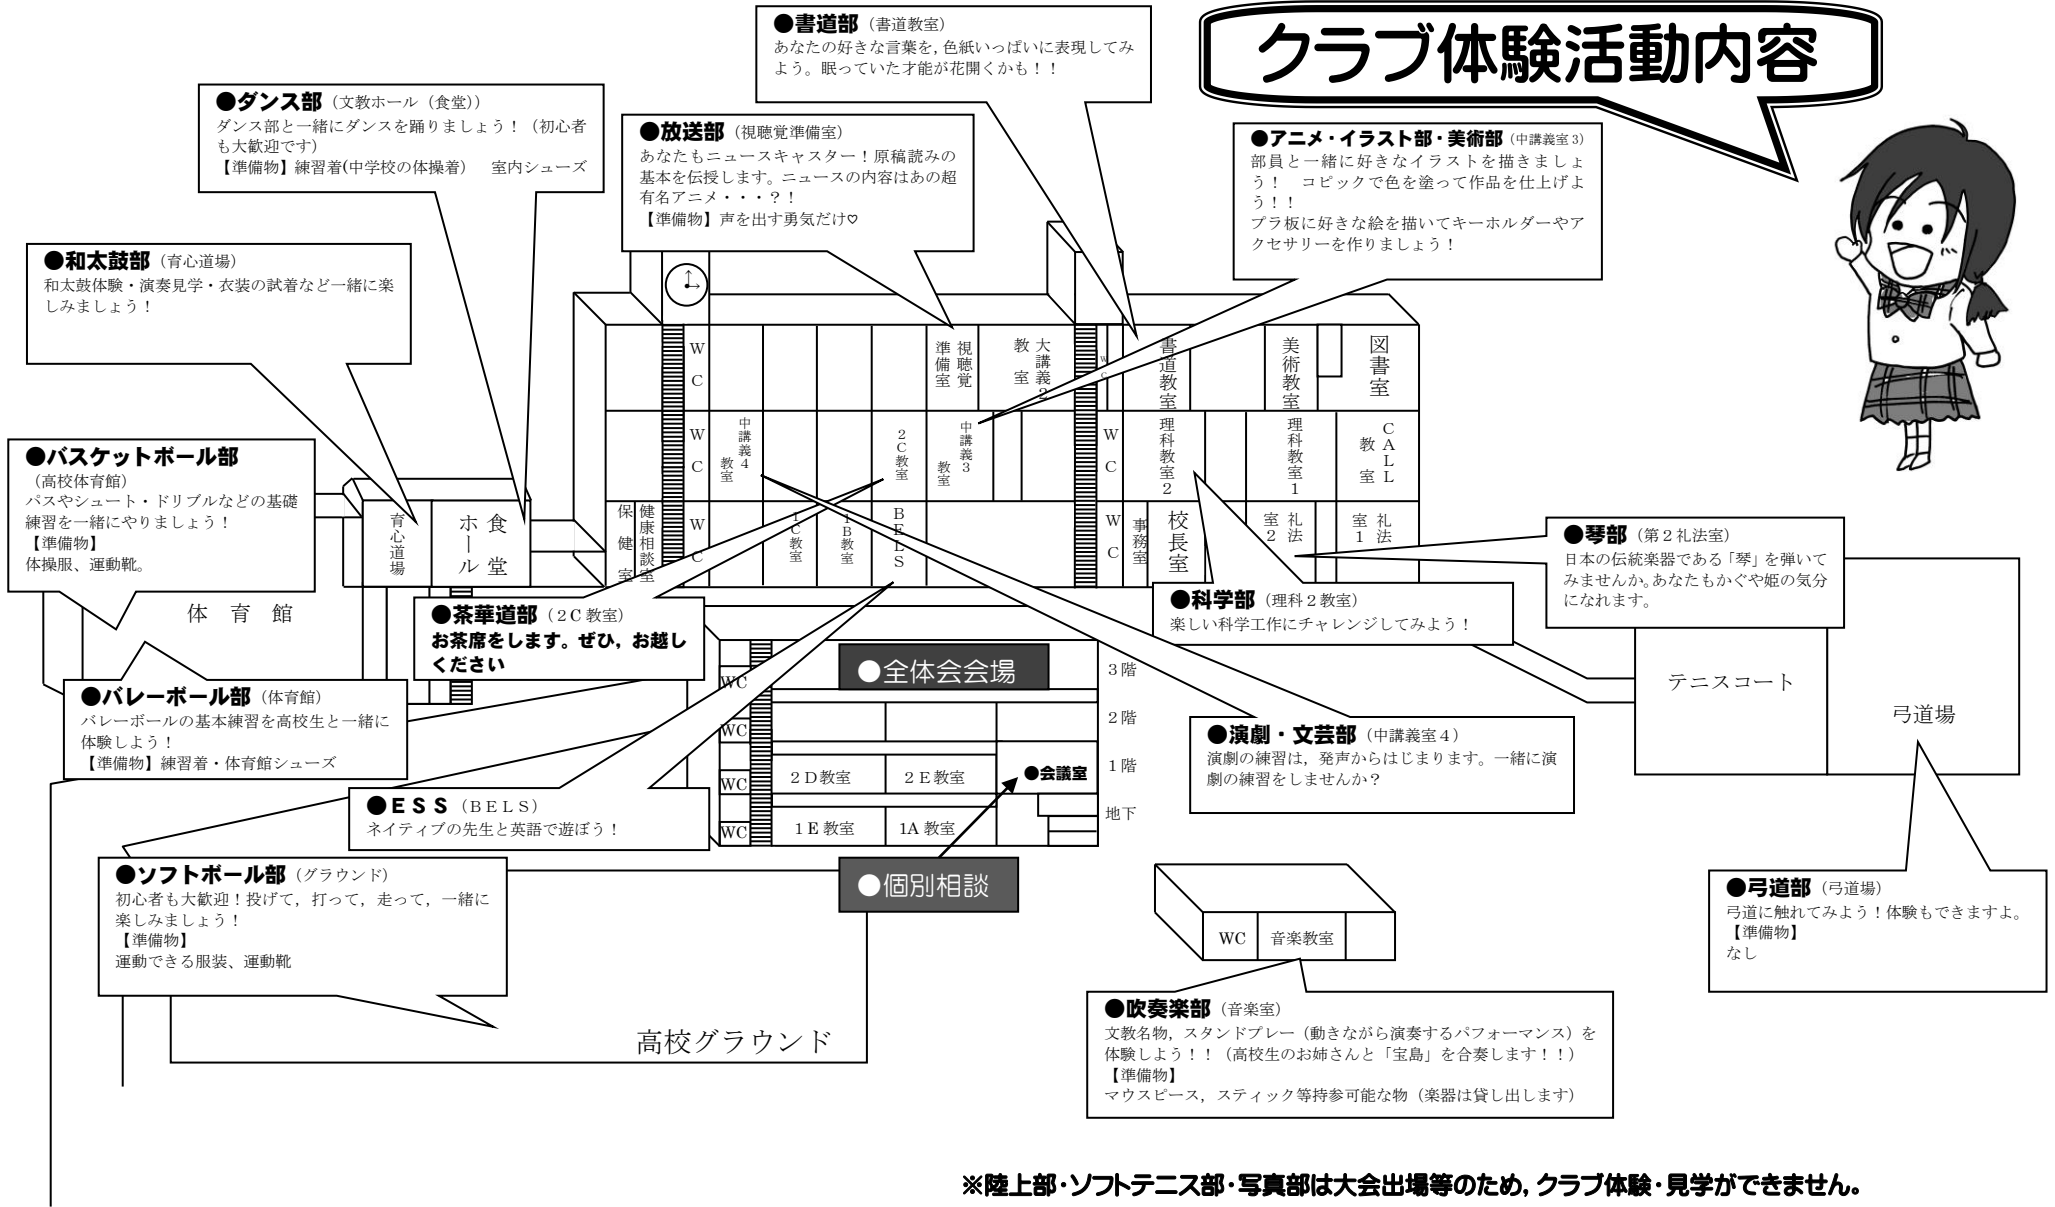 クラブ体験活動内容
●書道部（書道教室）
あなたの好きな言葉を，色紙いっぱいに表現してみ
よう。眠っていた才能が花開くかも！！
●ダンス部（文教ホール（食堂））
ダンス部と一緒にダンスを踊りましょう！（初心者
も大歓迎です）
【準備物】練習着(中学校の体操着）　室内シューズ
●放送部（視聴覚準備室）
あなたもニュースキャスター！原稿読みの
基本を伝授します。ニュースの内容はあの超
有名アニメ・・・？！
【準備物】声を出す勇気だけ♡
●アニメ・イラスト部・美術部（中講義室3）
部員と一緒に好きなイラストを描きましょ
う！　コピックで色を塗って作品を仕上げよ
う！！
プラ板に好きな絵を描いてキーホルダーやア
クセサリーを作りましょう！
●和太鼓部（育心道場）
和太鼓体験・演奏見学・衣装の試着など一緒に楽
しみましょう！
●バスケットボール部
（高校体育館）
パスやシュート・ドリブルなどの基礎
練習を一緒にやりましょう！
【準備物】
体操服、運動靴。
WC
視聴覚準備室
大講義2教室
WC
書道教室
美術教室
図書室
WC
中講義4教室
2C教室
中講義3教室
WC
理科教室2
理科教室1
CALL教室
育心道場
食堂ホール
保健室
健康相談室
WC
1C教室
1B教室
BELS
WC
事務室
校長室
礼法室2
礼法室1
体育館
●琴部（第２礼法室）
日本の伝統楽器である「琴」を弾いて
みませんか。あなたもかぐや姫の気分
になれます。
●茶華道部（２C 教室）
お茶席をします。ぜひ，お越し
ください
●科学部（理科２教室）
楽しい科学工作にチャレンジしてみよう！
●バレーボール部（体育館）
バレーボールの基本練習を高校生と一緒に
体験しよう！
【準備物】練習着・体育館シューズ
●全体会会場
WC
３階
WC
２階
WC
２D教室
２E教室
●会議室
１階
WC
１E 教室
1A 教室
地下
テニスコート
弓道場
●演劇・文芸部（中講義室４）
演劇の練習は，発声からはじまります。一緒に演
劇の練習をしませんか？
●ＥＳＳ（ＢＥＬＳ）
ネイティブの先生と英語で遊ぼう！
●ソフトボール部（グラウンド）
初心者も大歓迎！投げて，打って，走って，一緒に
楽しみましょう！
【準備物】
運動できる服装、運動靴
●個別相談
WC
音楽教室
●弓道部（弓道場）
弓道に触れてみよう！体験もできますよ。
【準備物】
なし
高校グラウンド
●吹奏楽部（音楽室）
文教名物，スタンドプレー（動きながら演奏するパフォーマンス）を
体験しよう！！（高校生のお姉さんと「宝島」を合奏します！！）
【準備物】
マウスピース，スティック等持参可能な物（楽器は貸し出します）
※陸上部・ソフトテニス部・写真部は大会出場等のため，クラブ体験・見学ができません。